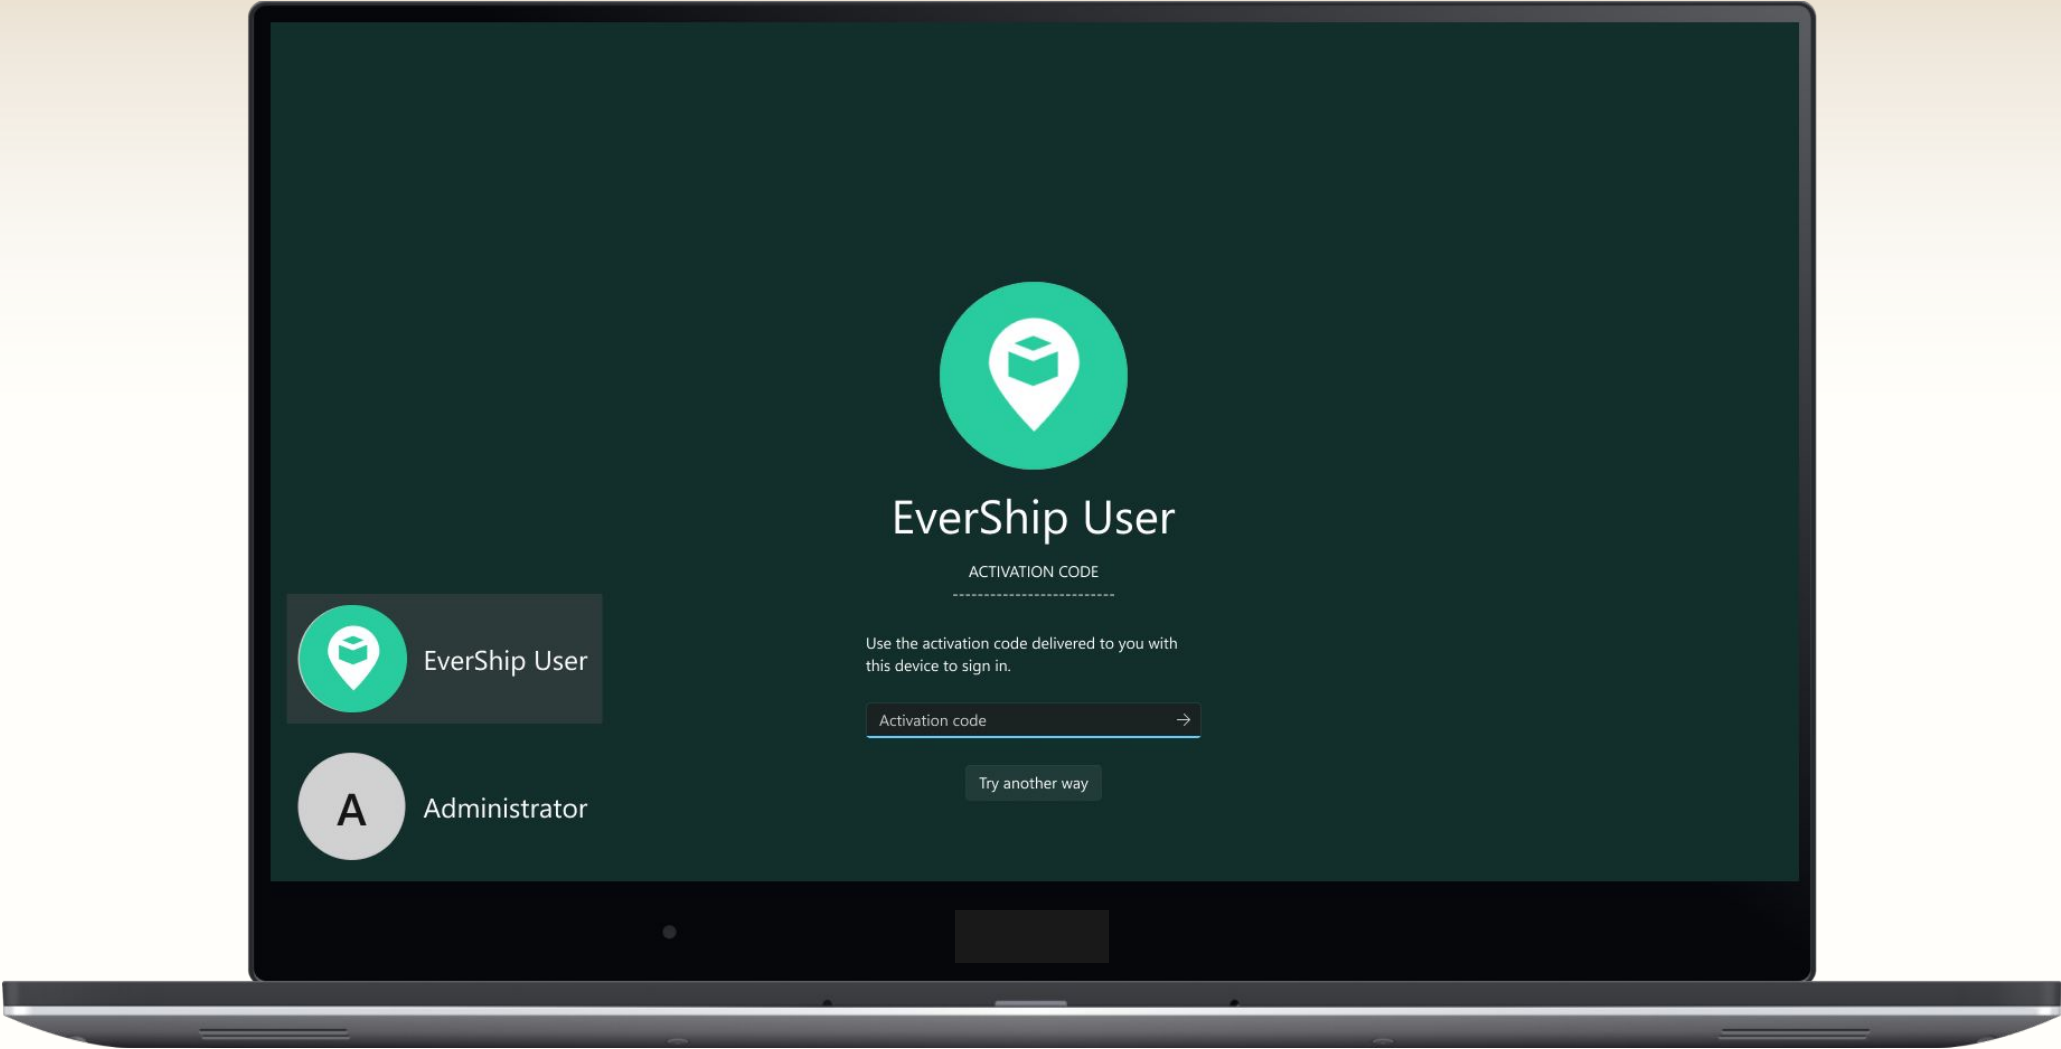 EverShip User
ACTIVATION CODE
--------------------------
Use the activation code delivered to you with
this device to sign in.
Activation code
Try another way
EverShip User
A
Administrator